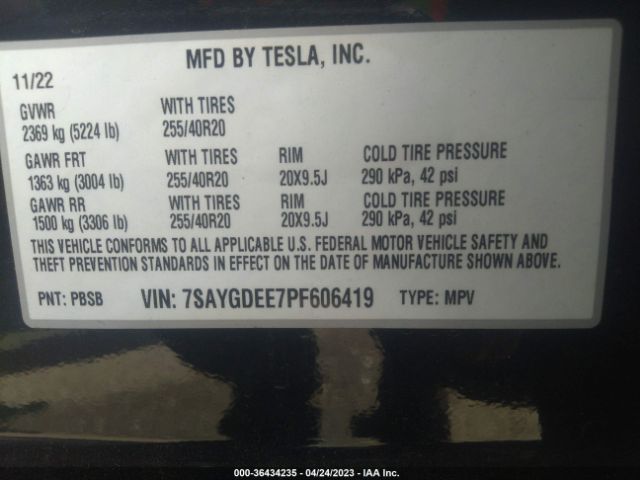 MFD BY TESLA, INC.
11/22
GVWR WITH TIRES
2369 kg (5224 lb) 255/40R20
GAWR FRT WITH TIRES RIM COLD TIRE PRESSURE
1363 kg (3004 lb) 255/40R20 20X9.5J 290 kPa, 42 psi
GAWR RR WITH TIRES RIM COLD TIRE PRESSURE
1500 kg (3306 lb) 255/40R20 20X9.5J 290 kPa, 42 psi
THIS VEHICLE CONFORMS TO ALL APPLICABLE U.S. FEDERAL MOTOR VEHICLE SAFETY AND
THEFT PREVENTION STANDARDS IN EFFECT ON THE DATE OF MANUFACTURE SHOWN ABOVE.
PNT: PBSB VIN: 7SAYGDEE7PF606419 TYPE: MPV
000-36434235 - 04/24/2023 - IAA Inc.